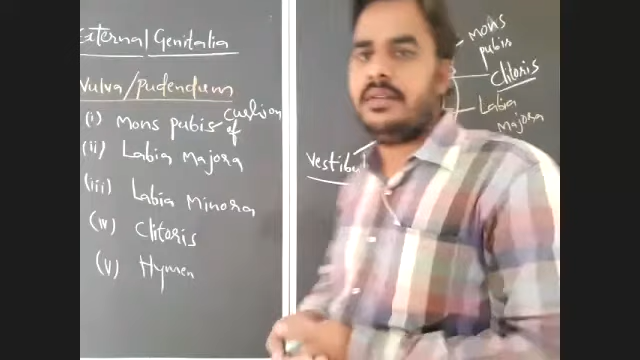 External Genitalia
Vulva/pudendum
(i) Mons pubis cushion of
(ii) Labia Majora
(iii) Labia Minora
(iv) Clitoris
(v) Hymen
Mons
pubis
Clitoris
Labia
Majora